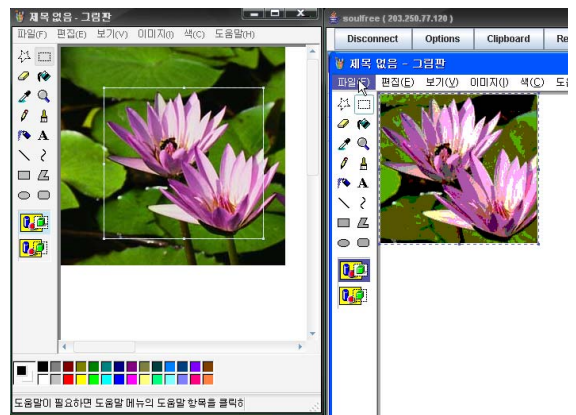 제목 없음 - 그림판
파일(F) 편집(E) 보기(V) 이미지(I) 색(C) 도움말(H)
A
도움말이 필요하면 도움말 메뉴의 도움말 항목을 클릭하
soulfree ( 203.250.77.120 )
Disconnect Options Clipboard Re
제목 없음 - 그림판
파일(F) 편집(E) 보기(V) 이미지(I) 색(C) 도움
A